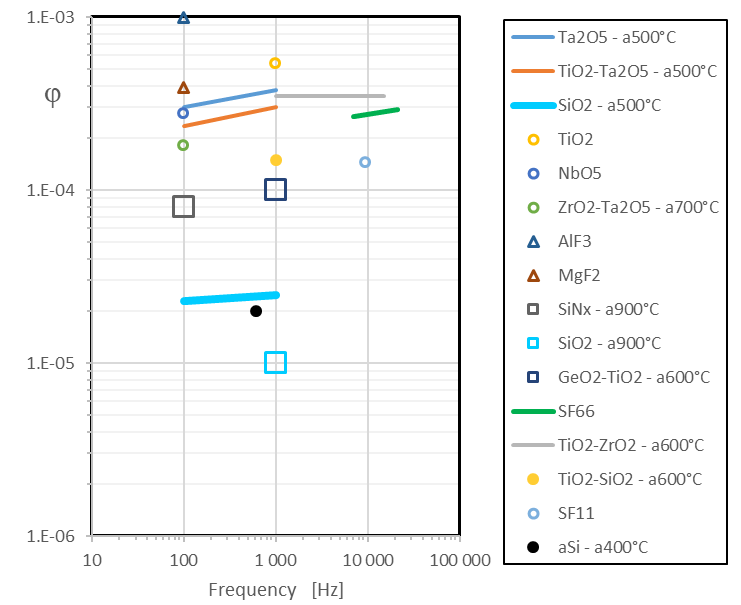 1.E-03
φ
1.E-04
1.E-05
1.E-06
10
100
1 000
10 000
100 000
Frequency [Hz]
Ta2O5 - a500°C
TiO2-Ta2O5 - a500°C
SiO2 - a500°C
TiO2
NbO5
ZrO2-Ta2O5 - a700°C
AlF3
MgF2
SiNx - a900°C
SiO2 - a900°C
GeO2-TiO2 - a600°C
SF66
TiO2-ZrO2 - a600°C
TiO2-SiO2 - a600°C
SF11
aSi - a400°C